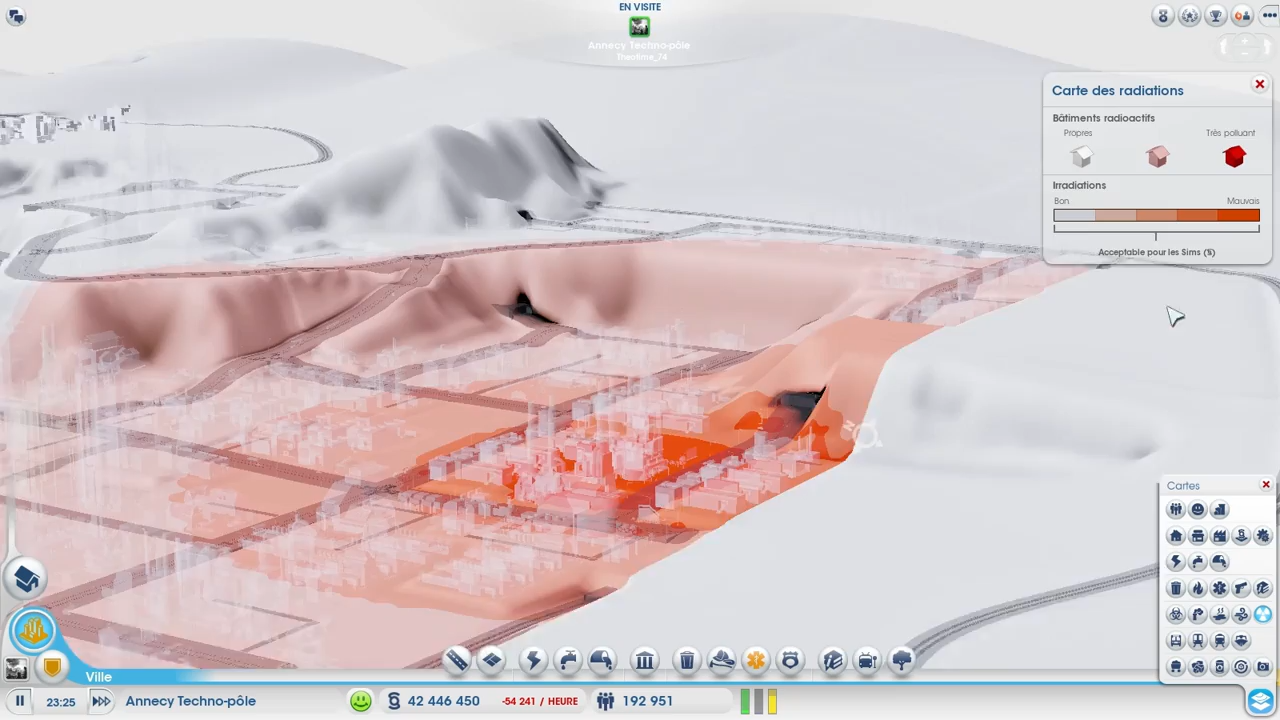 EN VISITE
Annecy Techno-pôle
Theotime_74
Carte des radiations
Bâtiments radioactifs
Propres
Très polluant
Irradiations
Bon
Mauvais
Acceptable pour les Sims (%)
Cartes
Ville
23:25
Annecy Techno-pôle
42 446 450
-54 241 / HEURE
192 951